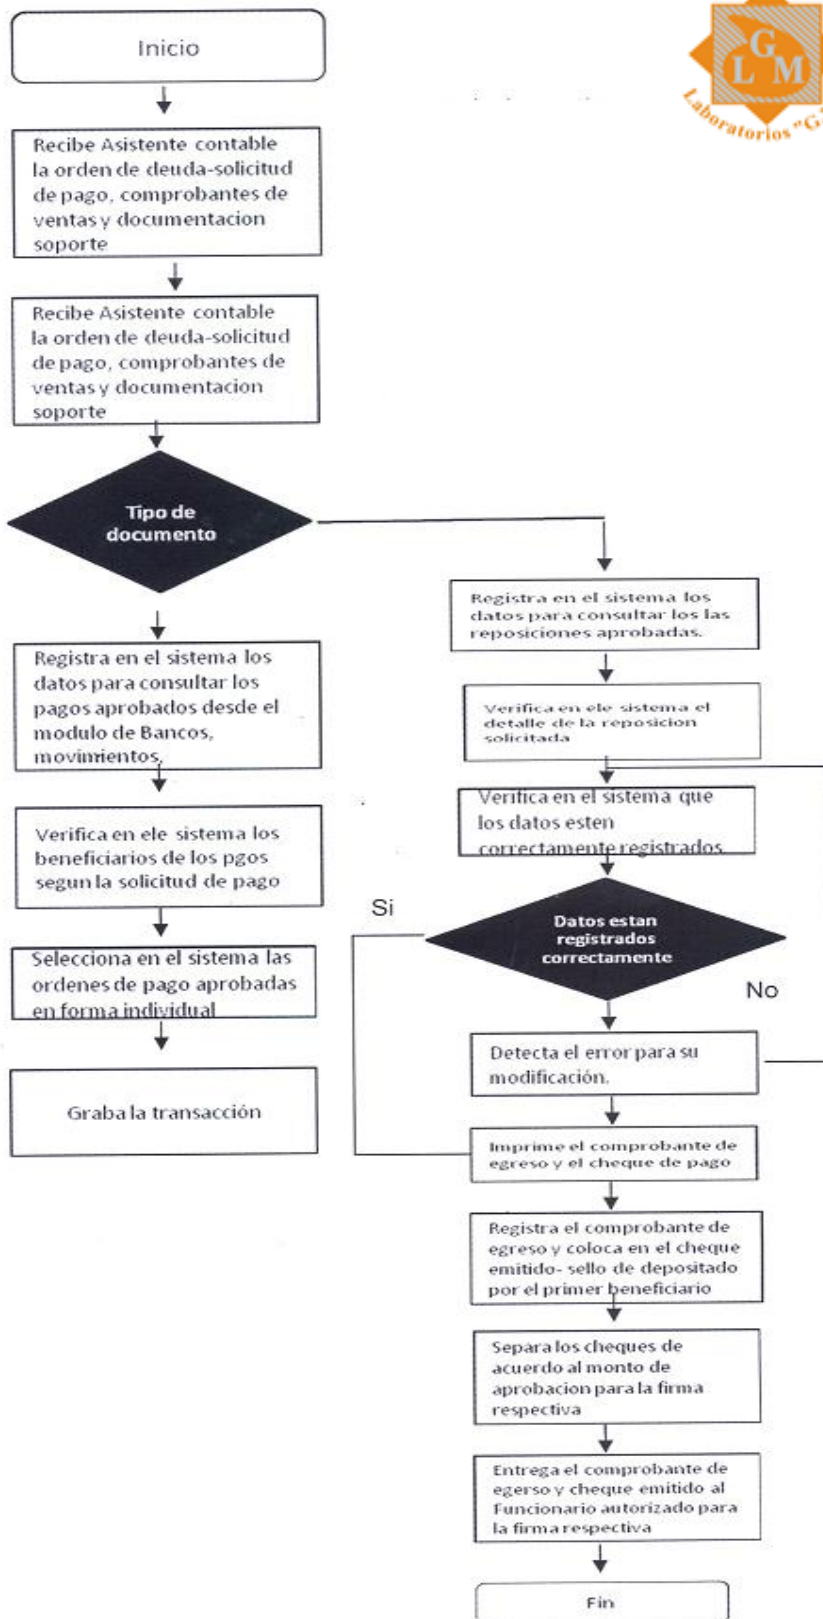 Inicio
G
L M
Laboratorios "G
Recibe Asistente contable
la orden de deuda-solicitud
de pago, comprobantes de
ventas y documentacion
soporte
Recibe Asistente contable
la orden de deuda-solicitud
de pago, comprobantes de
ventas y documentacion
soporte
Tipo de
documento
Registra en el sistema los
datos para consultar los
pagos aprobados desde el
modulo de Bancos,
movimientos,
Verifica en ele sistema los
beneficiarios de los pgos
segun la solicitud de pago
Selecciona en el sistema las
ordenes de pago aprobadas
en forma individual
Graba la transacción
Registra en el sistema los
datos para consultar los las
reposiciones aprobadas.
Verifica en ele sistema el
detalle de la reposicion
solicitada
Verifica en el sistema que
los datos esten
correctamente registrados
Si
Datos estan
registrados
correctamente
No
Detecta el error para su
modificación.
Imprime el comprobante de
egreso y el cheque de pago
Registra el comprobante de
egreso y coloca en el cheque
emitido- sello de depositado
por el primer beneficiario
Separa los cheques de
acuerdo al monto de
aprobacion para la firma
respectiva
Entrega el comprobante de
egerso y cheque emitido al
Funcionario autorizado para
la firma respectiva
Fin